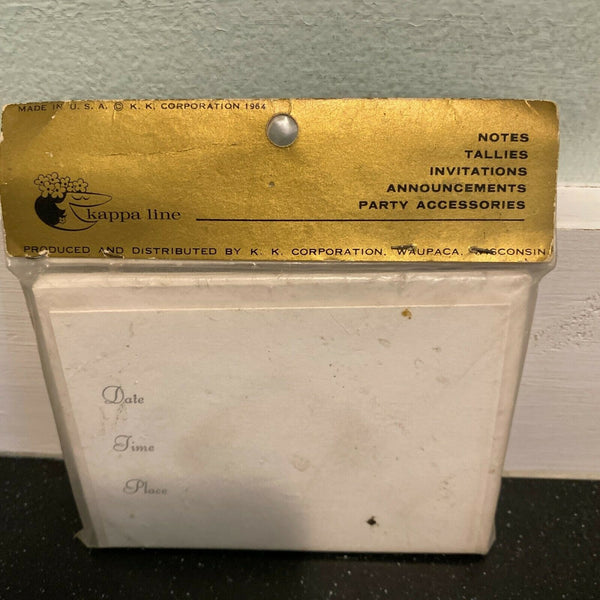 MADE IN U. S. A. © K. K. CORPORATION 1964
NOTES
TALLIES
INVITATIONS
ANNOUNCEMENTS
PARTY ACCESSORIES
kappa line
PRODUCED AND DISTRIBUTED BY K. K. CORPORATION, WAUPACA, WISCONSIN
Date
Time
Place